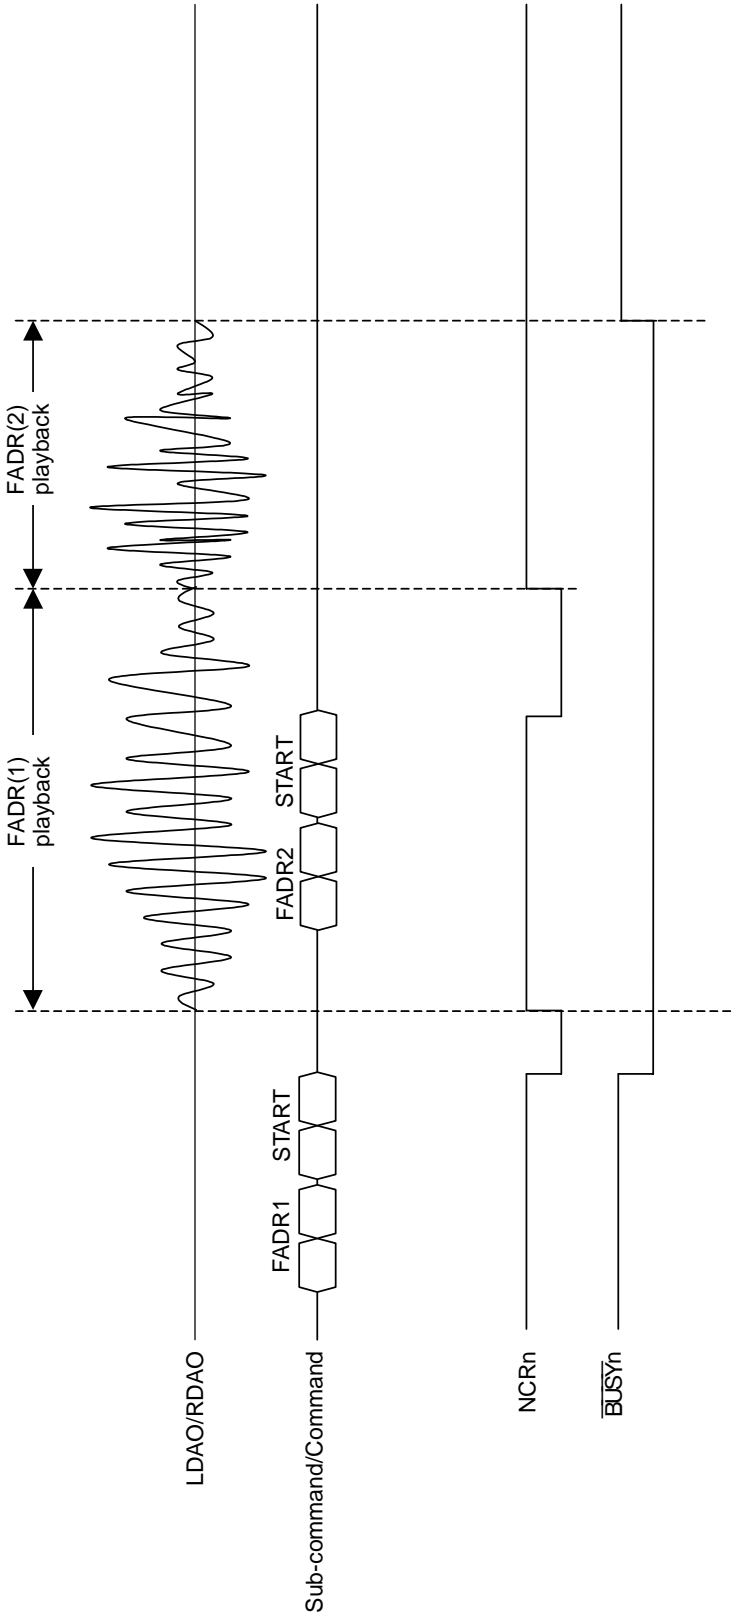 FADR(1)
playback
FADR(2)
playback
LDAO/RDAO
FADR1
START
FADR2
START
Sub-command/Command
NCRn
BUSYn